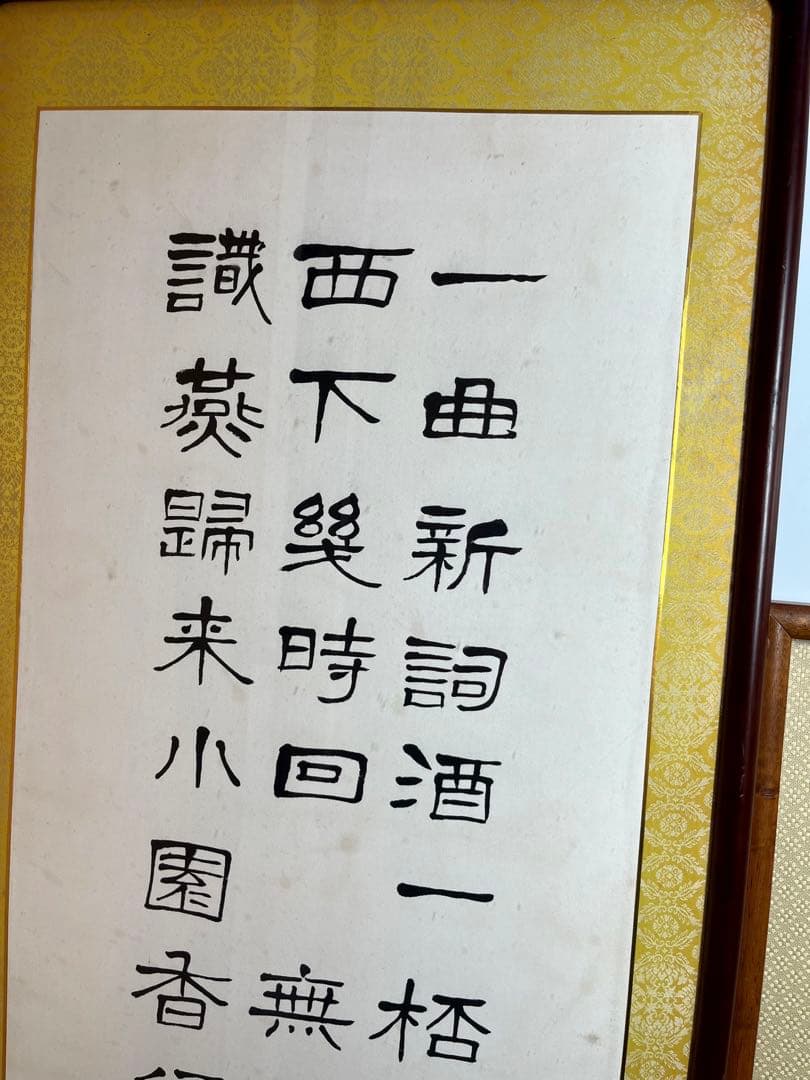 一曲新詞酒一桮
西下幾時回 無
識燕歸来小園香